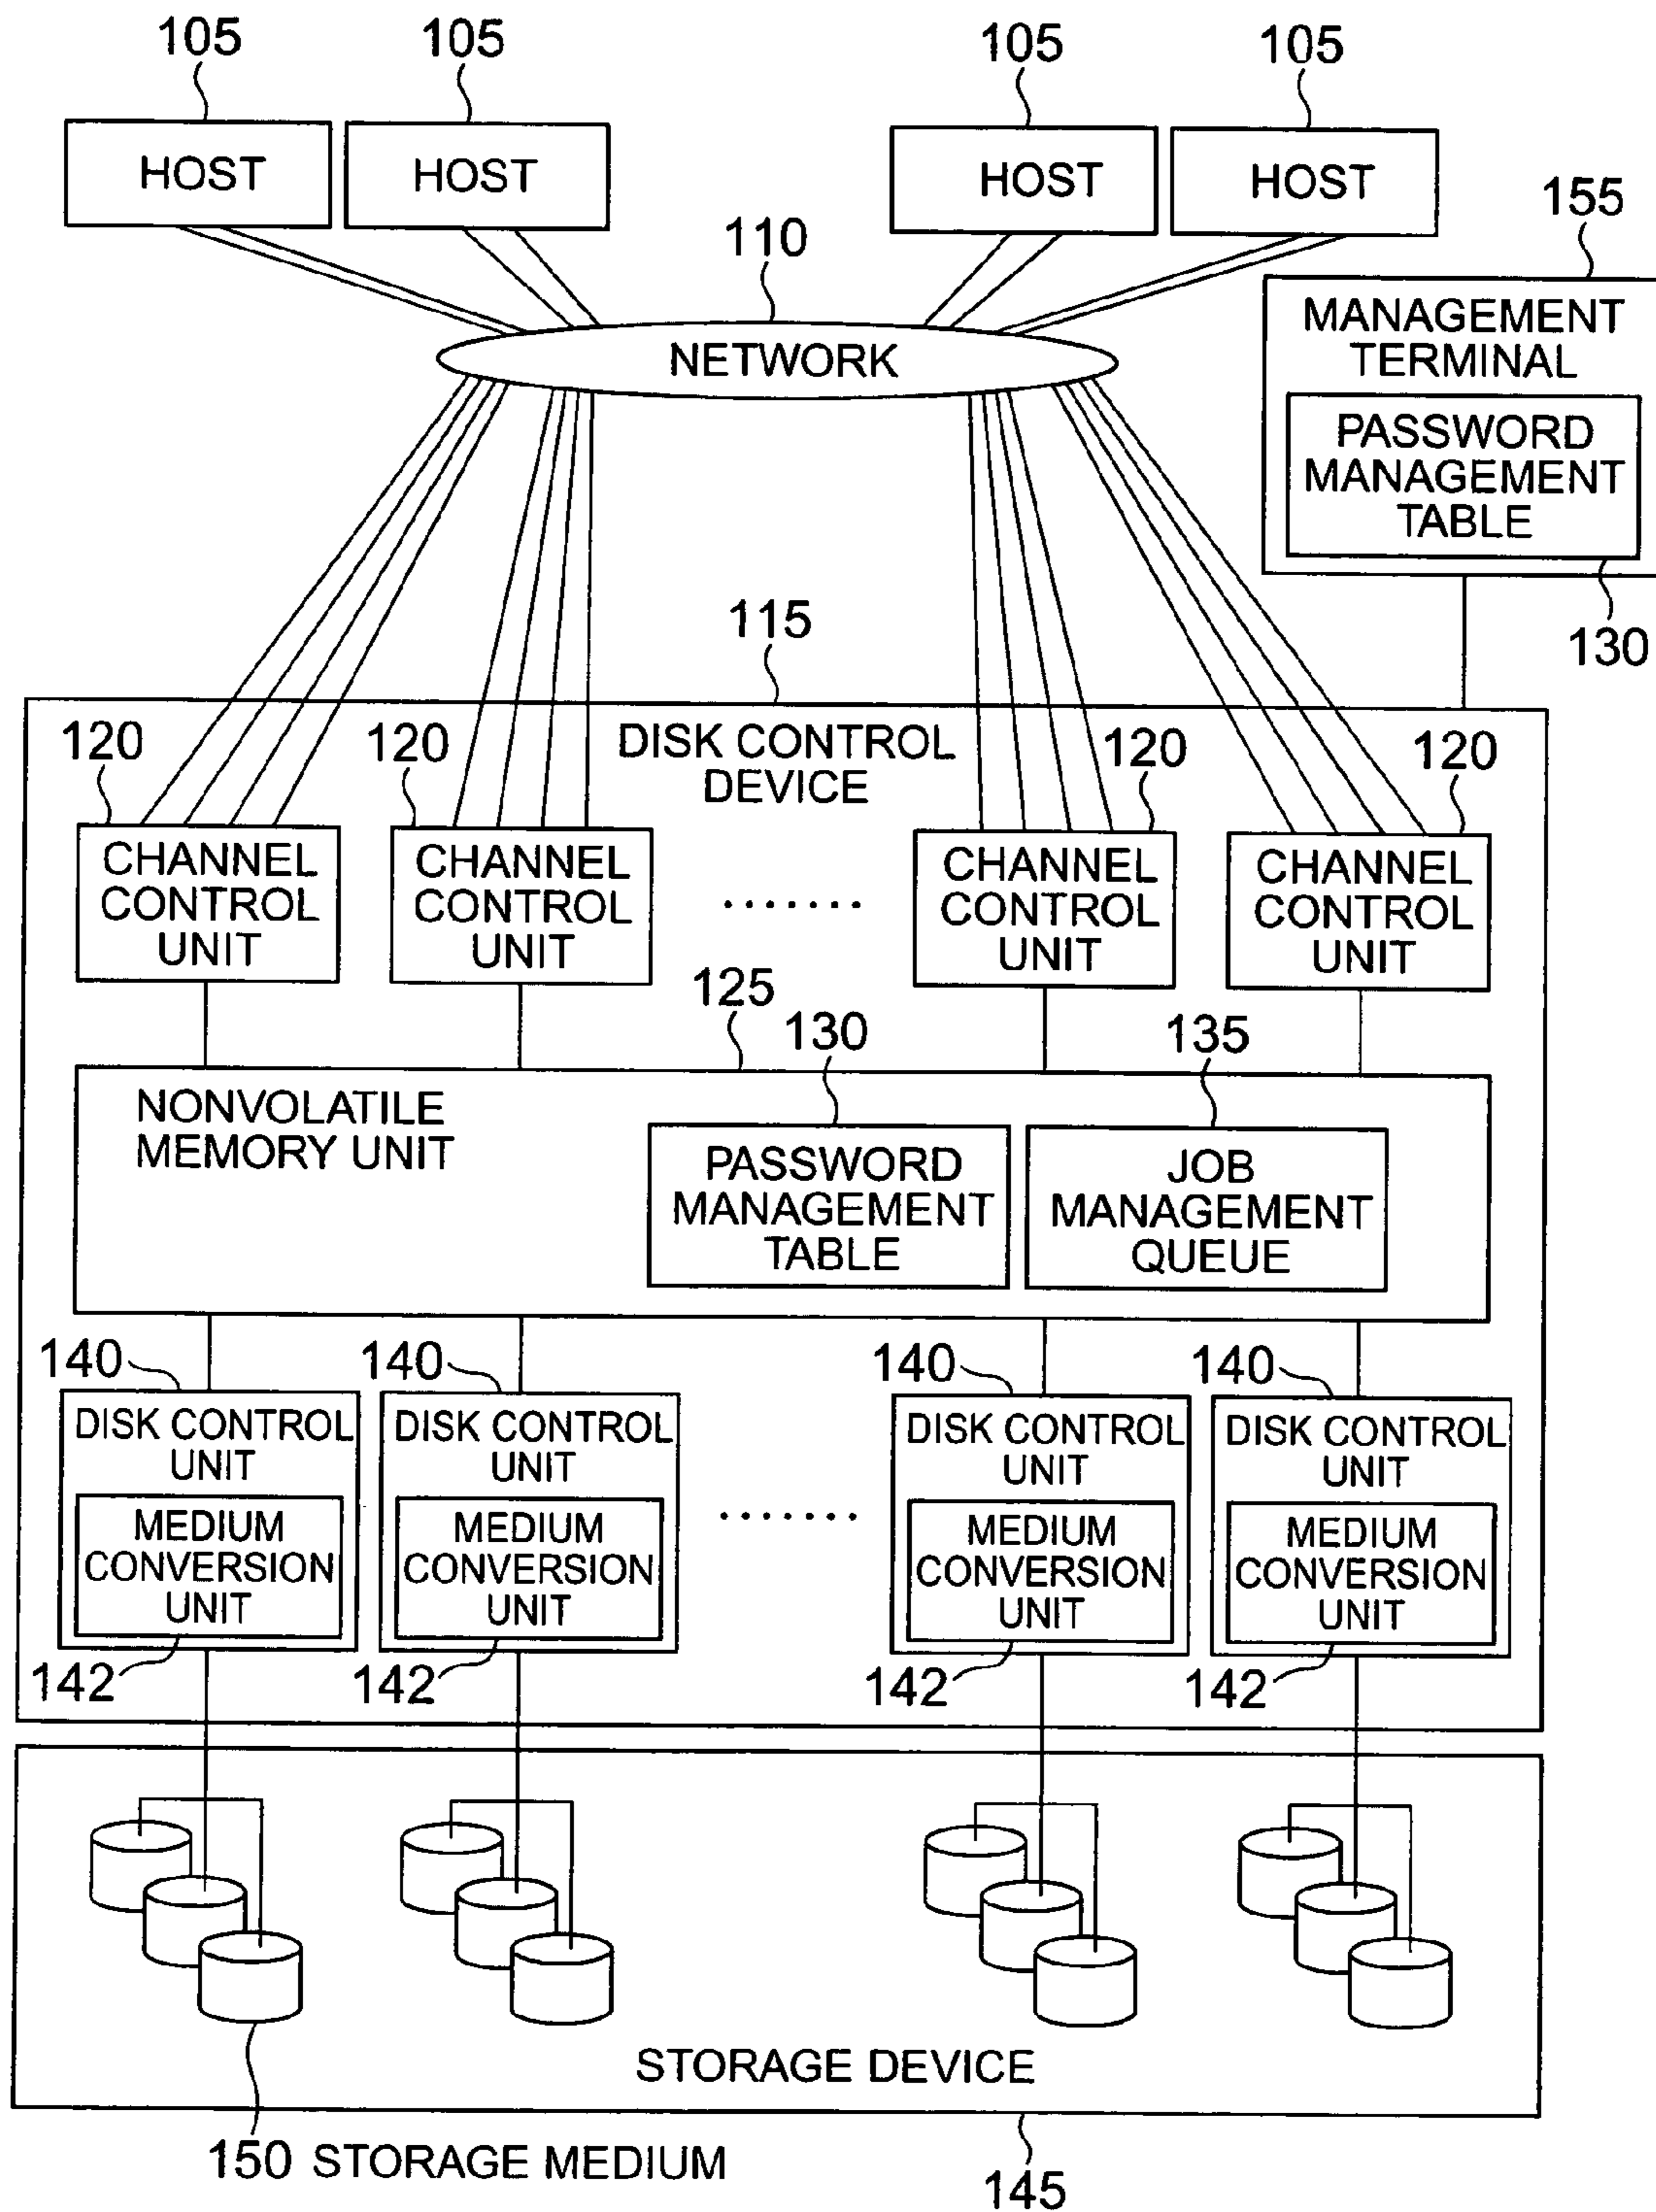 105
105
105
105
HOST
HOST
HOST
HOST
110
155
NETWORK
MANAGEMENT
TERMINAL
PASSWORD
MANAGEMENT
TABLE
130
115
DISK CONTROL
DEVICE
120
120
120
120
CHANNEL
CONTROL
UNIT
CHANNEL
CONTROL
UNIT
.......
CHANNEL
CONTROL
UNIT
CHANNEL
CONTROL
UNIT
125
130
135
NONVOLATILE
MEMORY UNIT
PASSWORD
MANAGEMENT
TABLE
JOB
MANAGEMENT
QUEUE
140
140
140
140
DISK CONTROL
UNIT
MEDIUM
CONVERSION
UNIT
DISK CONTROL
UNIT
MEDIUM
CONVERSION
UNIT
.......
DISK CONTROL
UNIT
MEDIUM
CONVERSION
UNIT
DISK CONTROL
UNIT
MEDIUM
CONVERSION
UNIT
142
142
142
142
STORAGE DEVICE
150 STORAGE MEDIUM
145